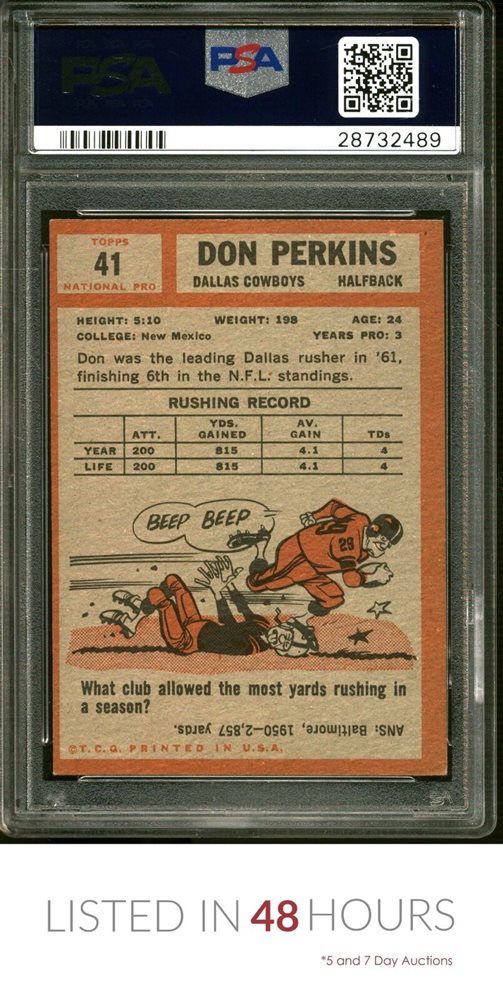 PSA
PSA
28732489
TOPPS
41
NATIONAL PRO
DON PERKINS
DALLAS COWBOYS HALFBACK
HEIGHT: 5:10 WEIGHT: 198 AGE: 24
COLLEGE: New Mexico YEARS PRO: 3
Don was the leading Dallas rusher in '61,
finishing 6th in the N.F.L. standings.
RUSHING RECORD
ATT. YDS. GAINED AV. GAIN TDs
YEAR 200 815 4.1 4
LIFE 200 815 4.1 4
BEEP BEEP
29
What club allowed the most yards rushing in
a season?
ANS: Baltimore, 1950—2,857 yards.
©T.C.G. PRINTED IN U.S.A.
LISTED IN 48 HOURS
*5 and 7 Day Auctions